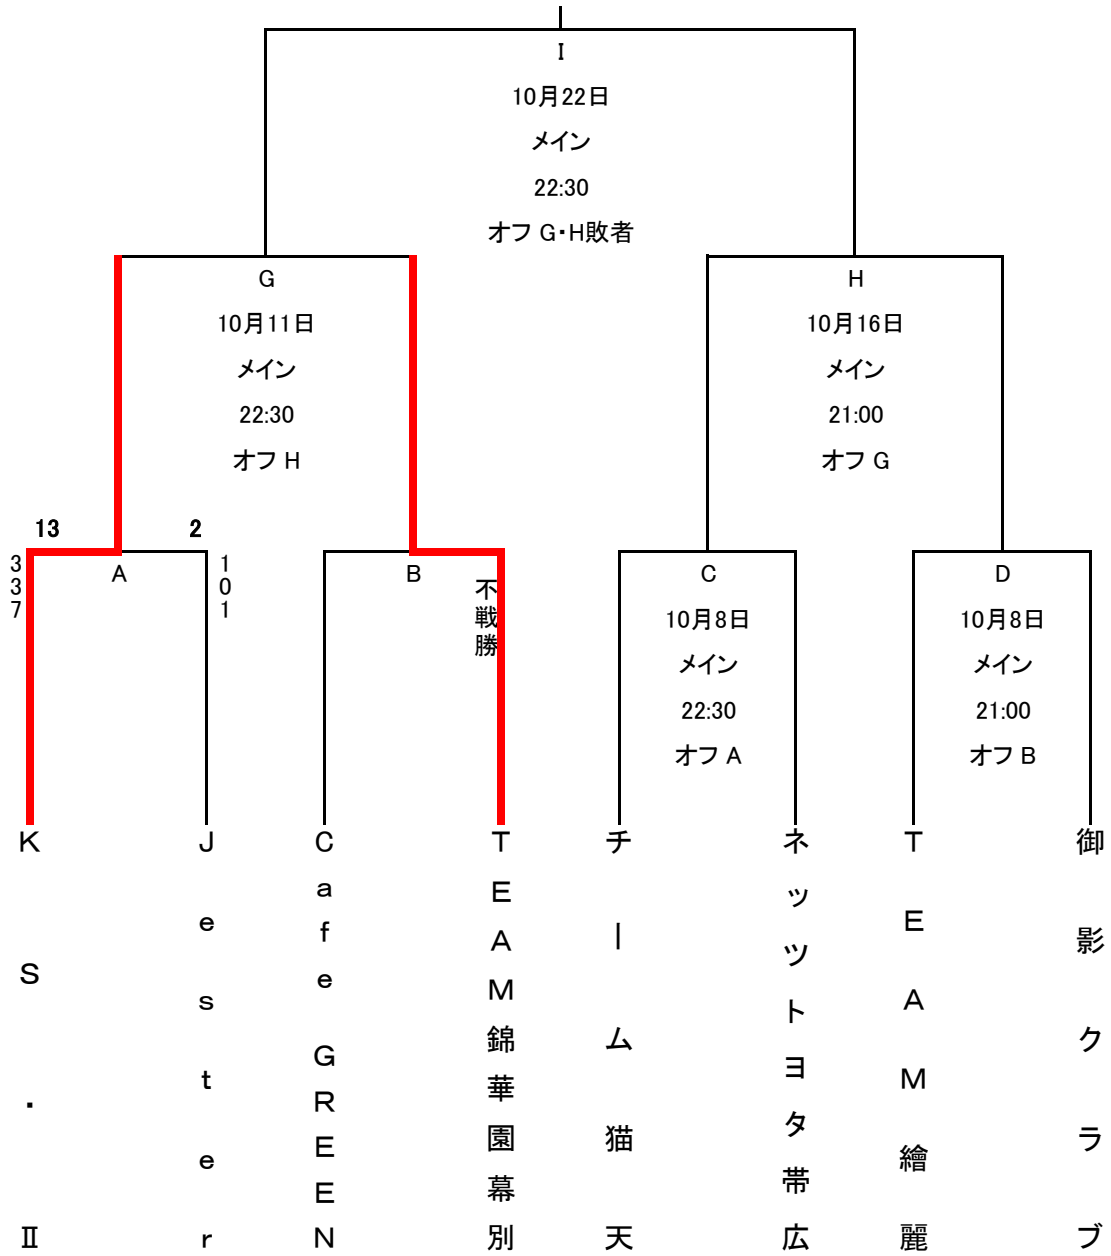 I
10月22日
メイン
22:30
オフ G・H敗者
G
10月11日
メイン
22:30
オフ H
H
10月16日
メイン
21:00
オフ G
13
2
337
A
101
B
不戦勝
C
10月8日
メイン
22:30
オフ A
D
10月8日
メイン
21:00
オフ B
KS・Ⅱ
Jester
Cafe GREEN
TEAM錦華園幕別
チーム猫天
ネッツトヨタ帯広
TEAM繪麗
御影クラブ